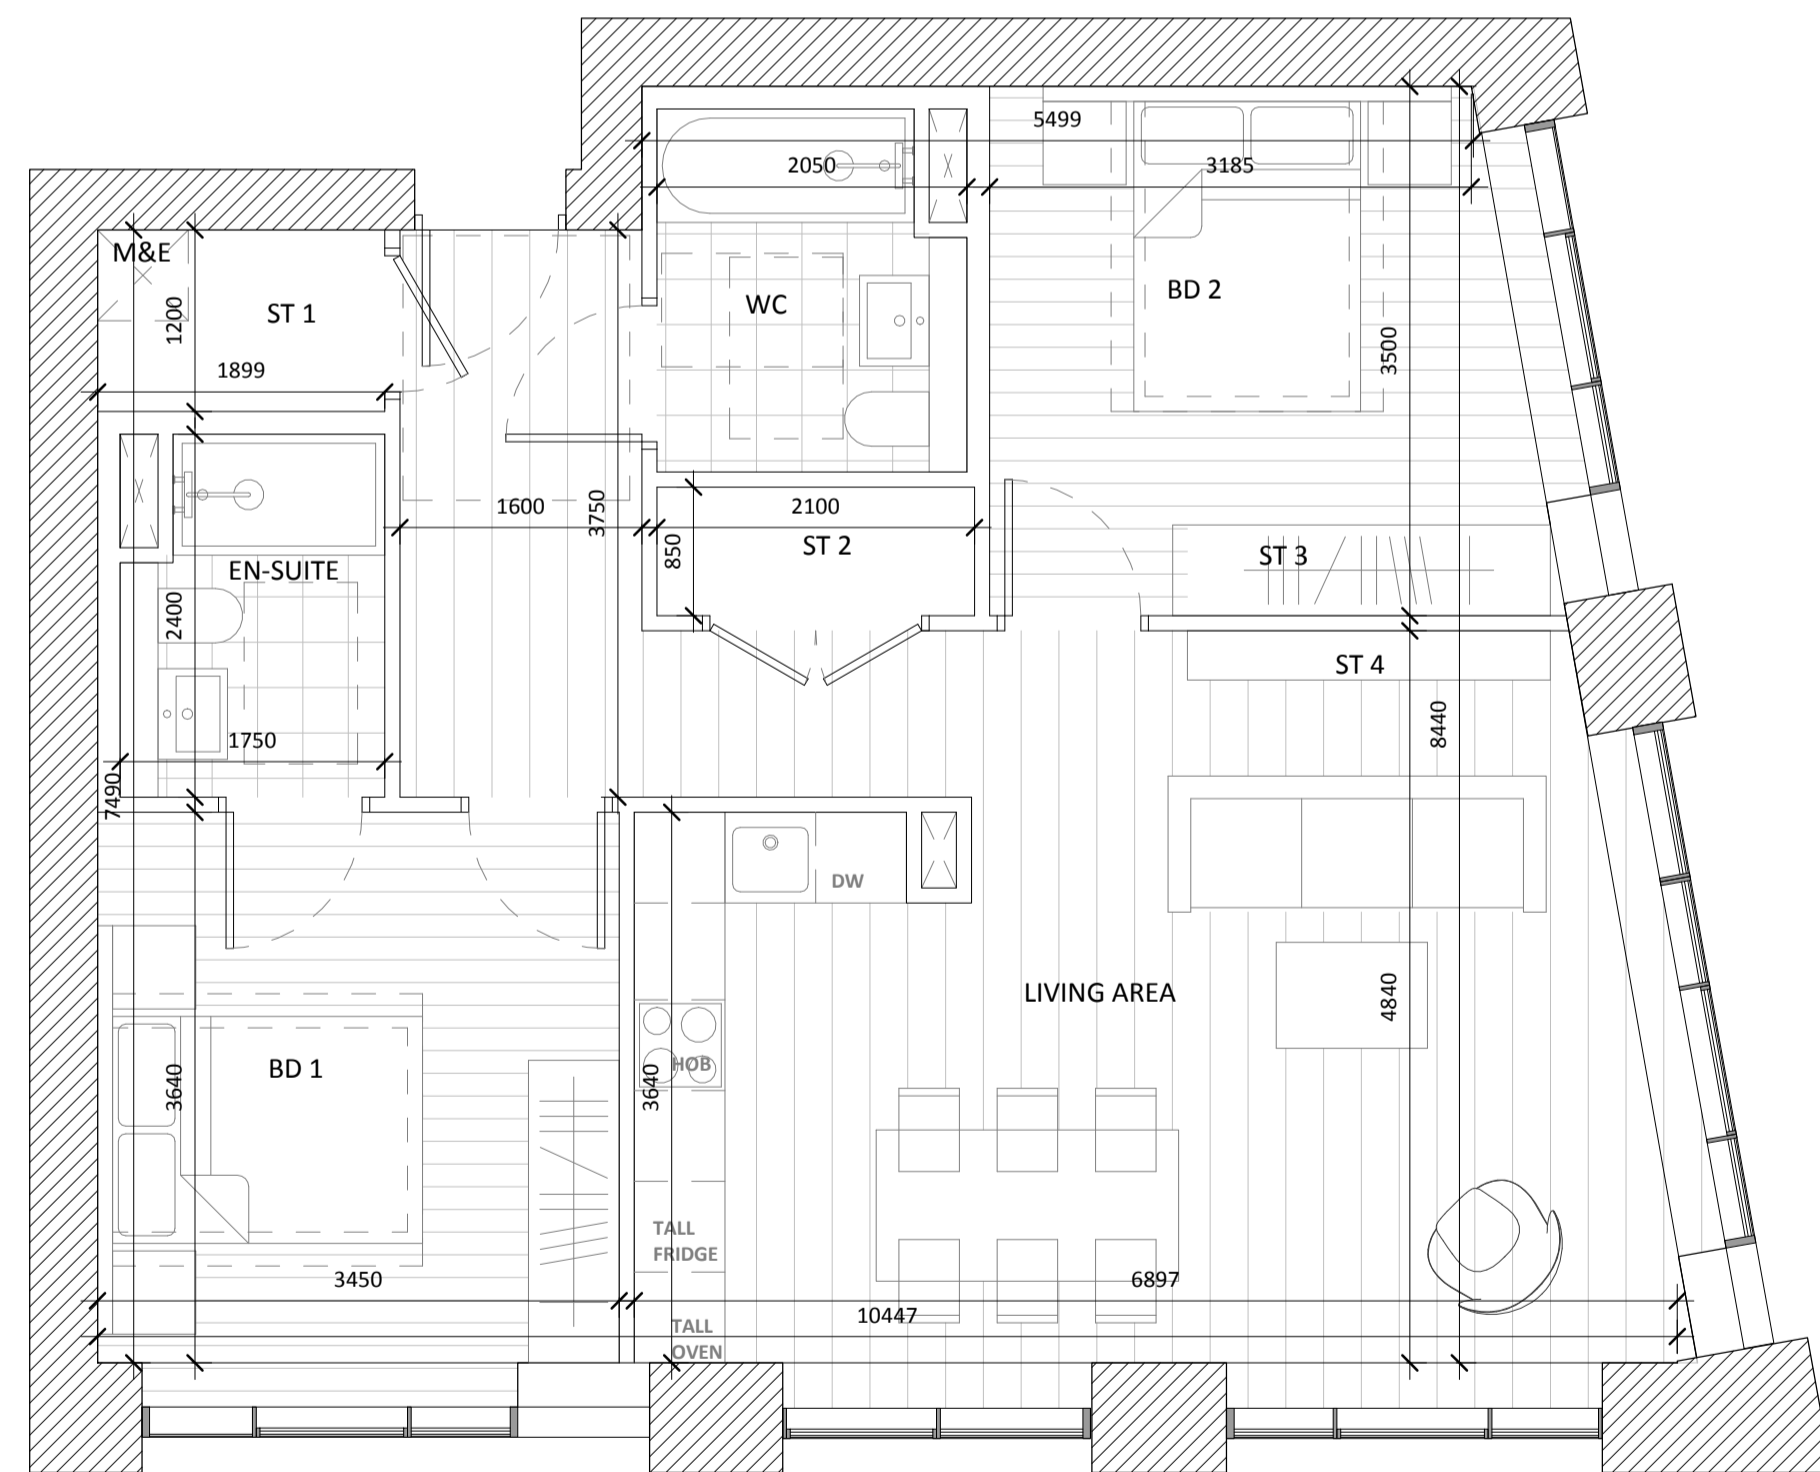 5499
2050
3185
M&E
1200
ST 1
WC
BD 2
3500
1899
1600
3750
2100
850
ST 2
ST 3
EN-SUITE
2400
ST 4
8440
1750
7490
DW
LIVING AREA
4840
BD 1
3640
3640
HOB
TALL
FRIDGE
3450
6897
10447
TALL
OVEN